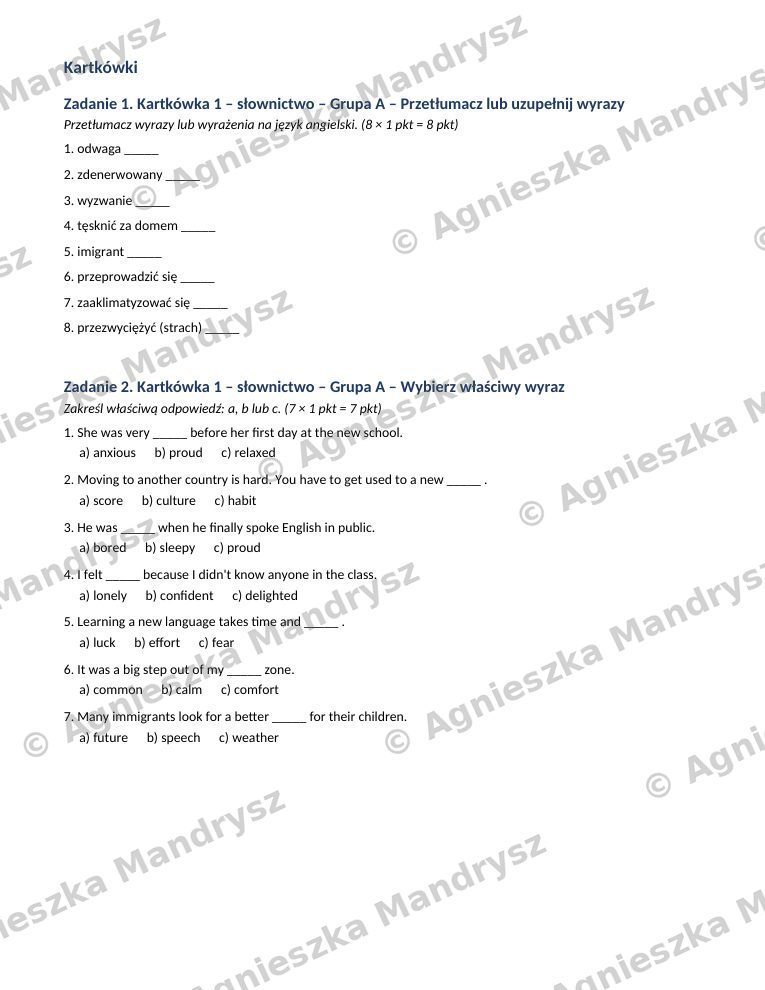 Kartkówki
Zadanie 1. Kartkówka 1 – słownictwo – Grupa A – Przetłumacz lub uzupełnij wyrazy
Przetłumacz wyrazy lub wyrażenia na język angielski. (8 × 1 pkt = 8 pkt)
1. odwaga _____
2. zdenerwowany _____
3. wyzwanie _____
4. tęsknić za domem _____
5. imigrant _____
6. przeprowadzić się _____
7. zaaklimatyzować się _____
8. przezwyciężyć (strach) _____
Zadanie 2. Kartkówka 1 – słownictwo – Grupa A – Wybierz właściwy wyraz
Zakreśl właściwą odpowiedź: a, b lub c. (7 × 1 pkt = 7 pkt)
1. She was very _____ before her first day at the new school.
a) anxious b) proud c) relaxed
2. Moving to another country is hard. You have to get used to a new _____ .
a) score b) culture c) habit
3. He was _____ when he finally spoke English in public.
a) bored b) sleepy c) proud
4. I felt _____ because I didn't know anyone in the class.
a) lonely b) confident c) delighted
5. Learning a new language takes time and _____ .
a) luck b) effort c) fear
6. It was a big step out of my _____ zone.
a) common b) calm c) comfort
7. Many immigrants look for a better _____ for their children.
a) future b) speech c) weather
© Agnieszka Mandrysz